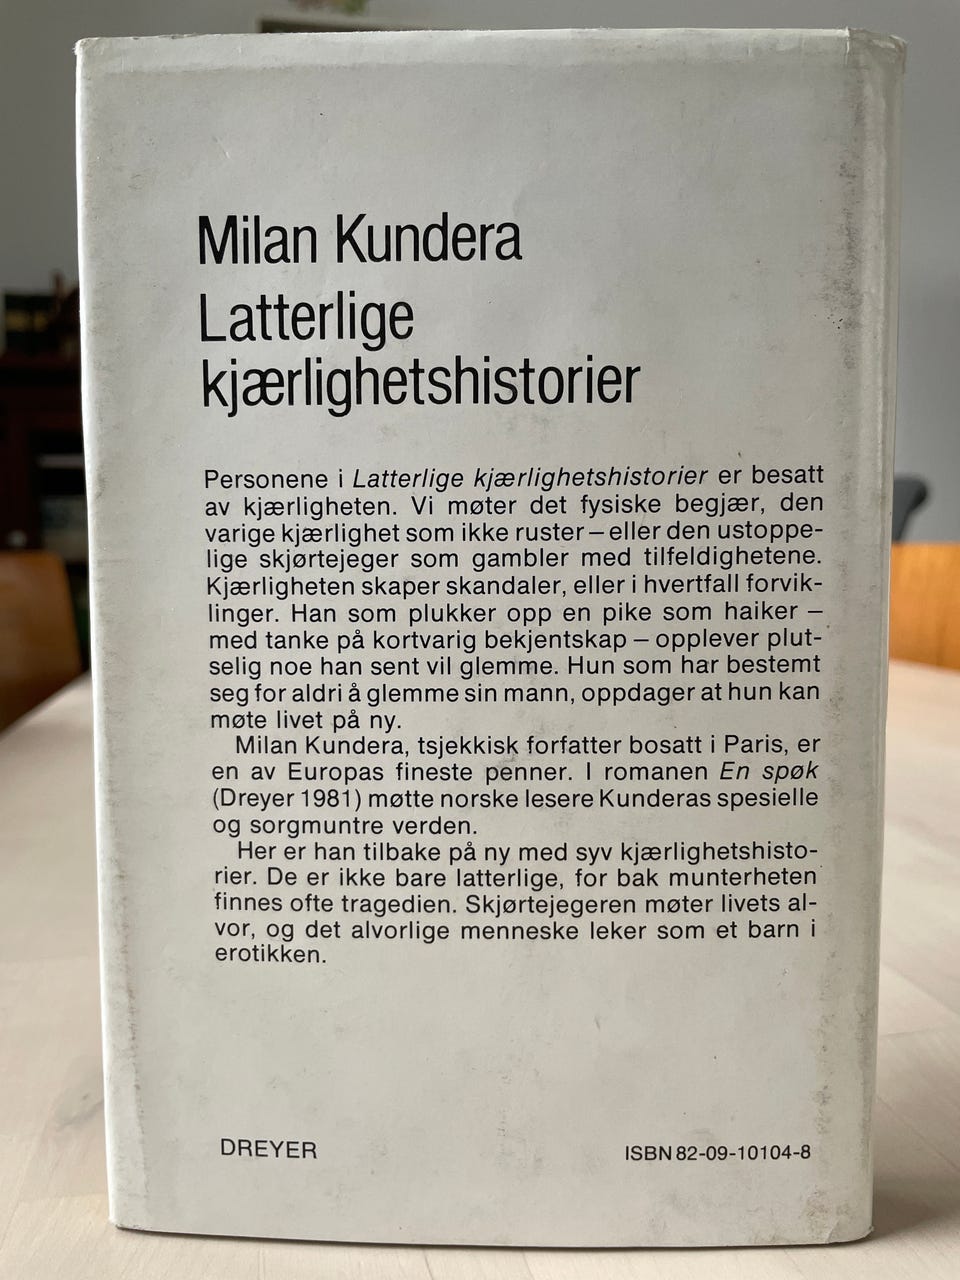 Milan Kundera
Latterlige
kjærlighetshistorier
Personene i Latterlige kjærlighetshistorier er besatt
av kjærligheten. Vi møter det fysiske begjær, den
varige kjærlighet som ikke ruster – eller den ustoppe-
lige skjørtejeger som gambler med tilfeldighetene.
Kjærligheten skaper skandaler, eller i hvertfall forvik-
linger. Han som plukker opp en pike som haiker –
med tanke på kortvarig bekjentskap – opplever plut-
selig noe han sent vil glemme. Hun som har bestemt
seg for aldri å glemme sin mann, oppdager at hun kan
møte livet på ny.
Milan Kundera, tsjekkisk forfatter bosatt i Paris, er
en av Europas fineste penner. I romanen En spøk
(Dreyer 1981) møtte norske lesere Kunderas spesielle
og sorgmuntre verden.
Her er han tilbake på ny med syv kjærlighetshisto-
rier. De er ikke bare latterlige, for bak munterheten
finnes ofte tragedien. Skjørtejegeren møter livets al-
vor, og det alvorlige menneske leker som et barn i
erotikken.
DREYER
ISBN 82-09-10104-8